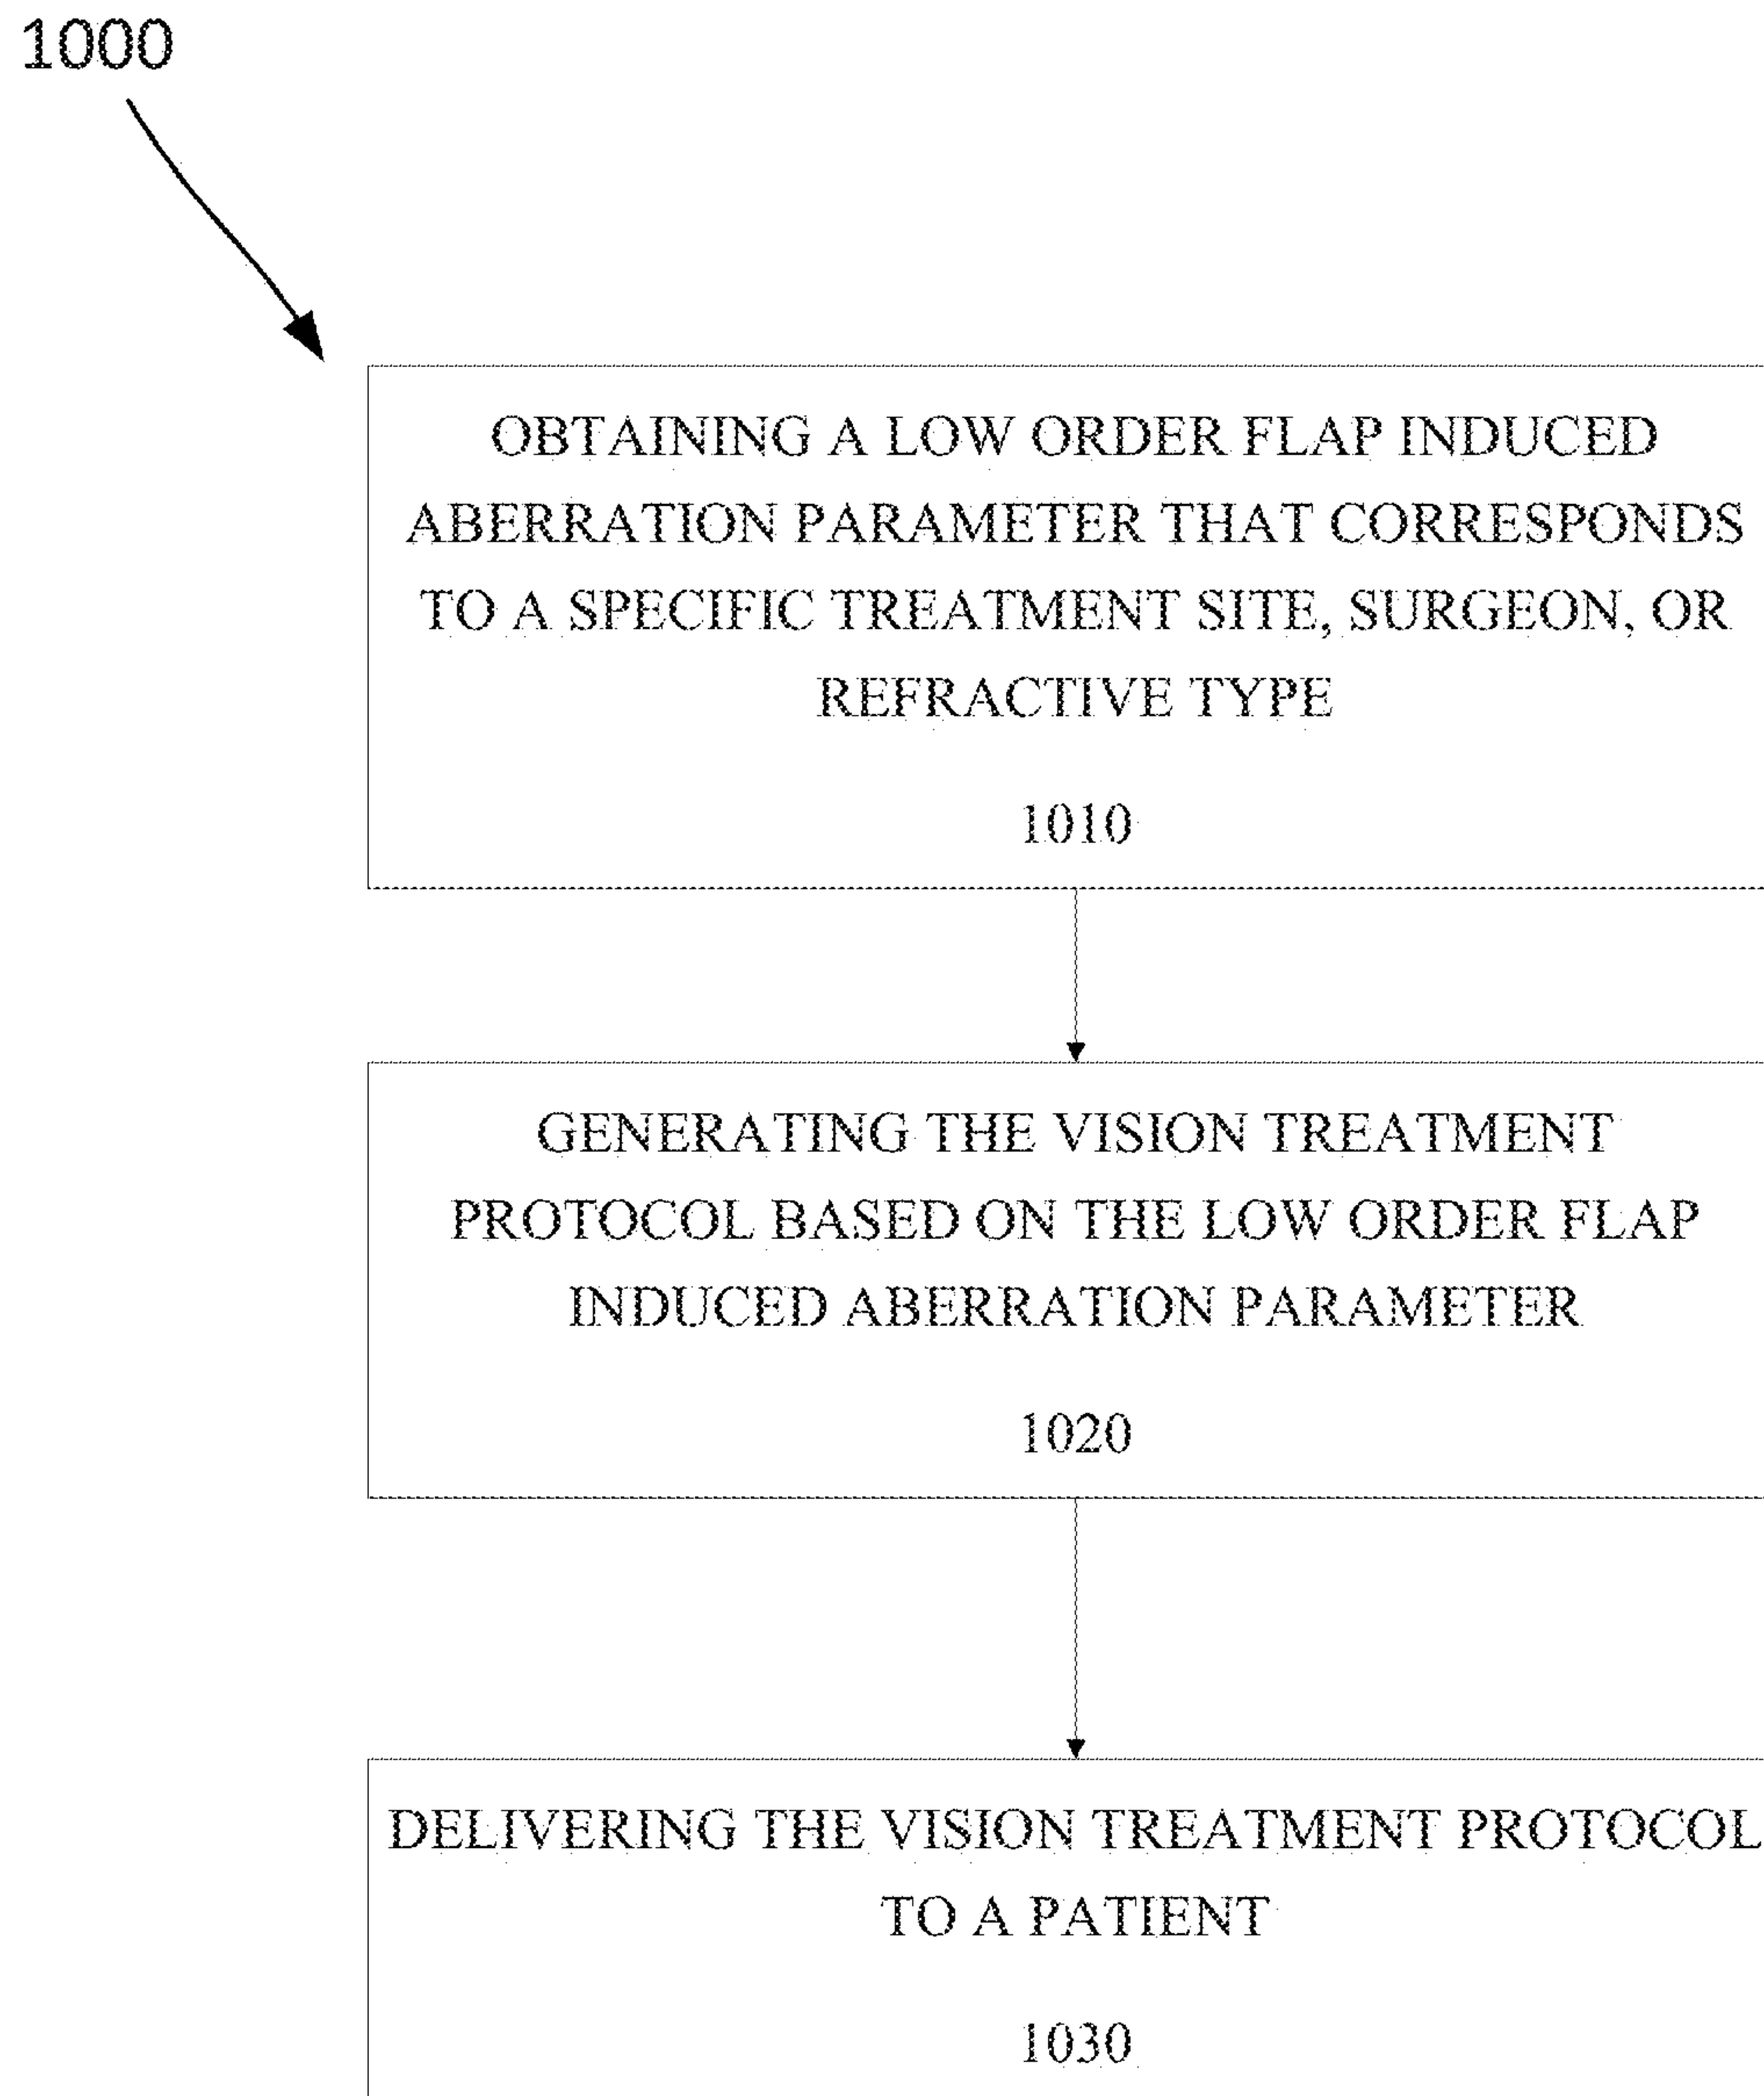 1000
OBTAINING A LOW ORDER FLAP INDUCED
ABERRATION PARAMETER THAT CORRESPONDS
TO A SPECIFIC TREATMENT SITE, SURGEON, OR
REFRACTIVE TYPE
1010
GENERATING THE VISION TREATMENT
PROTOCOL BASED ON THE LOW ORDER FLAP
INDUCED ABERRATION PARAMETER
1020
DELIVERING THE VISION TREATMENT PROTOCOL
TO A PATIENT
1030